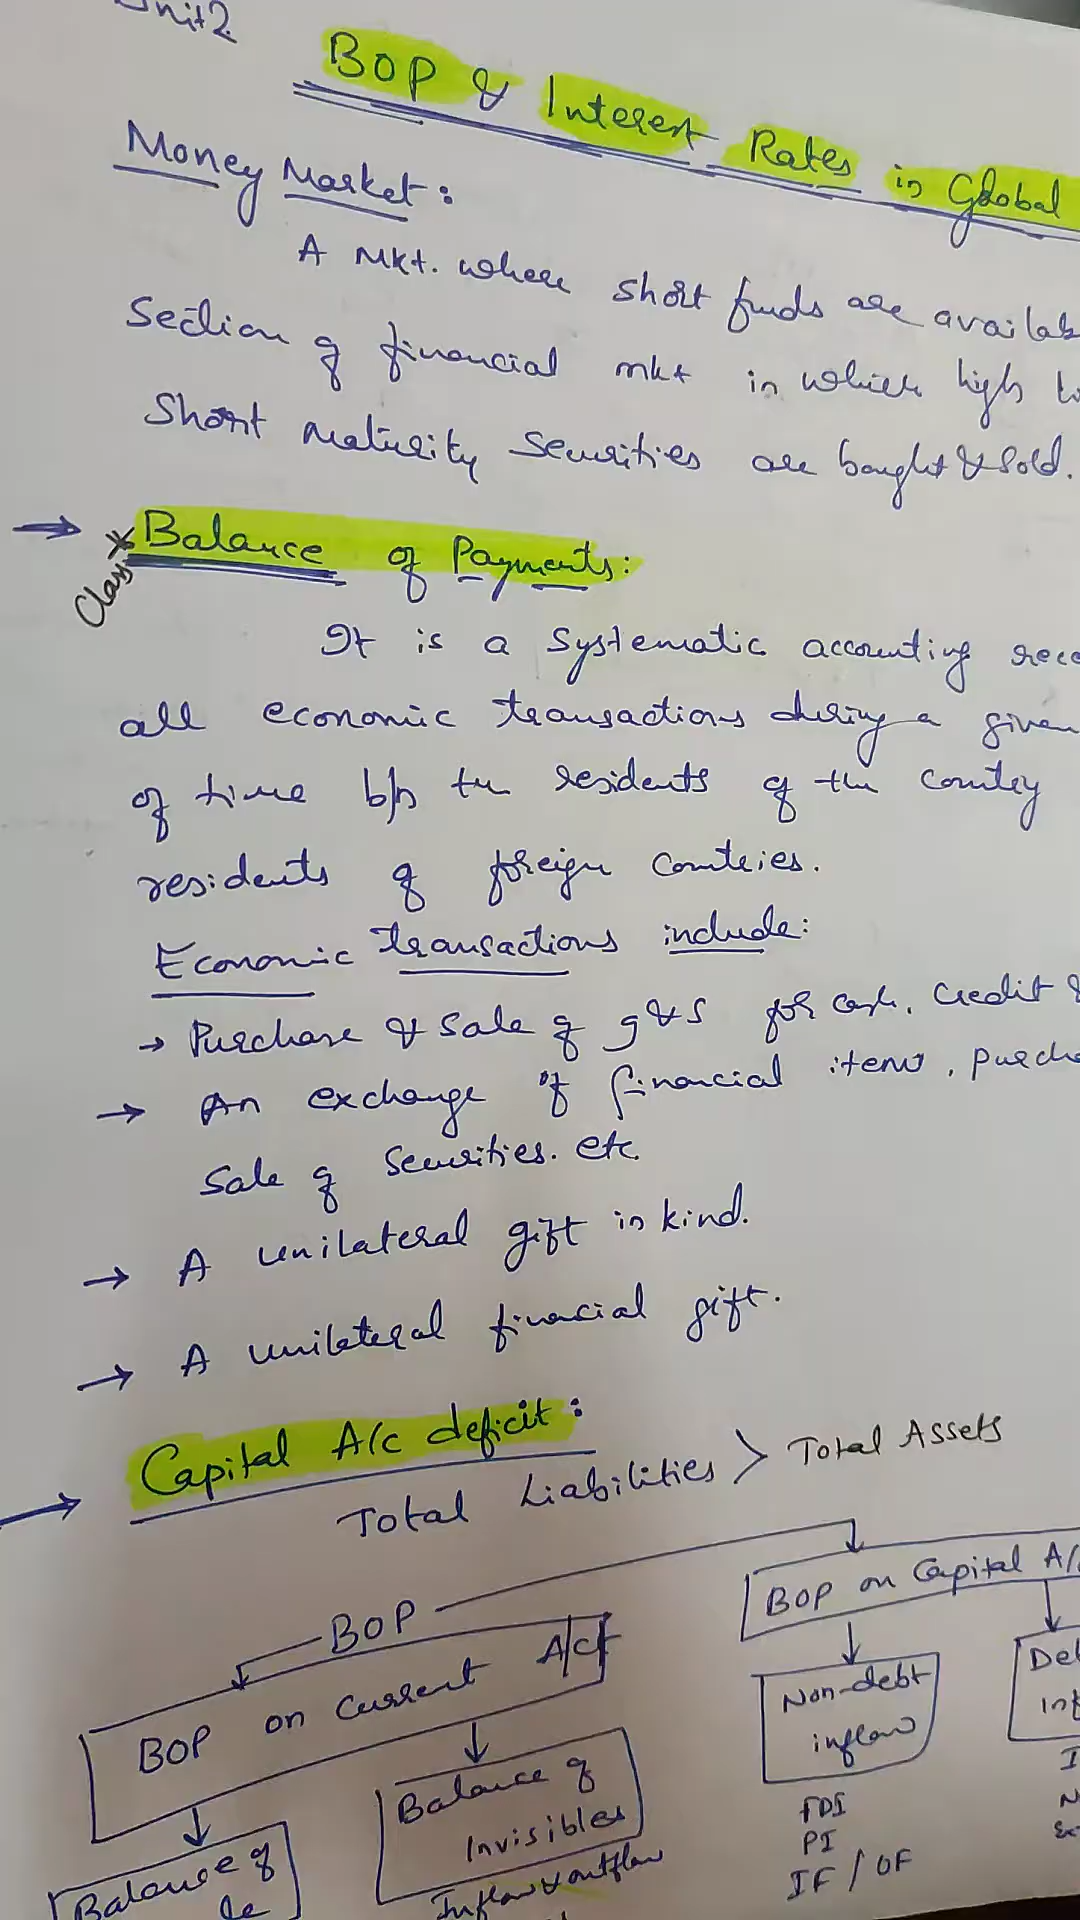 Unit 2
BOP & Interest Rates in Global
Money Market:
A Mkt. where short funds are availab
Section of financial mkt in which high
Short maturity Securities are bought & Sold.
→ Balance of Payments:
Class
It is a Systematic accounting reco
all economic transactions during a given
of time b/n the residents of the Country
residents of foreign Countries.
Economic transactions include:
→ Purchase & Sale of g&S for cash, Credit &
→ An exchange of financial items, purcha
Sale of Securities. etc.
→ A unilateral gift in kind.
→ A unilateral financial gift.
→ Capital A/c deficit:
Total Liabilities > Total Assets
BOP
BOP on Current A/c
BOP on Capital A/c
Balance of
Balance of Invisibles
Inflow & outflow
Non-debt inflow
FDI
PI
IF / OF